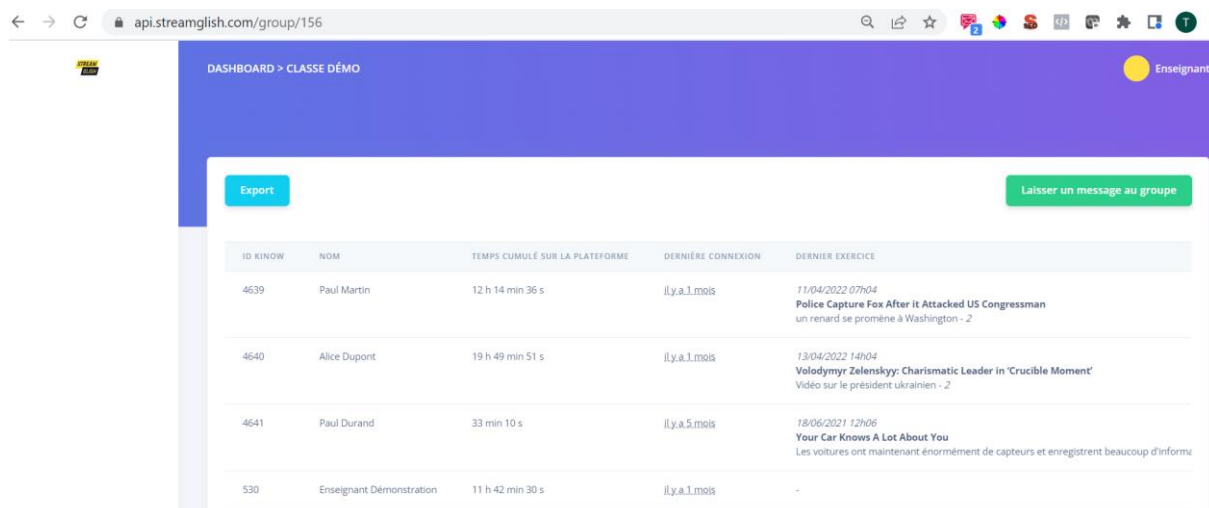 api.streamglish.com/group/156
2
T
STREAM
GLISH
DASHBOARD > CLASSE DÉMO
Enseignant
Export
Laisser un message au groupe
ID KINOW NOM TEMPS CUMULÉ SUR LA PLATEFORME DERNIÈRE CONNEXION DERNIER EXERCICE
4639 Paul Martin 12 h 14 min 36 s il y a 1 mois 11/04/2022 07h04
Police Capture Fox After it Attacked US Congressman
un renard se promène à Washington - 2
4640 Alice Dupont 19 h 49 min 51 s il y a 1 mois 13/04/2022 14h04
Volodymyr Zelenskyy: Charismatic Leader in ‘Crucible Moment’
Vidéo sur le président ukrainien - 2
4641 Paul Durand 33 min 10 s il y a 5 mois 18/06/2021 12h06
Your Car Knows A Lot About You
Les voitures ont maintenant énormément de capteurs et enregistrent beaucoup d'informa
530 Enseignant Démonstration 11 h 42 min 30 s il y a 1 mois -